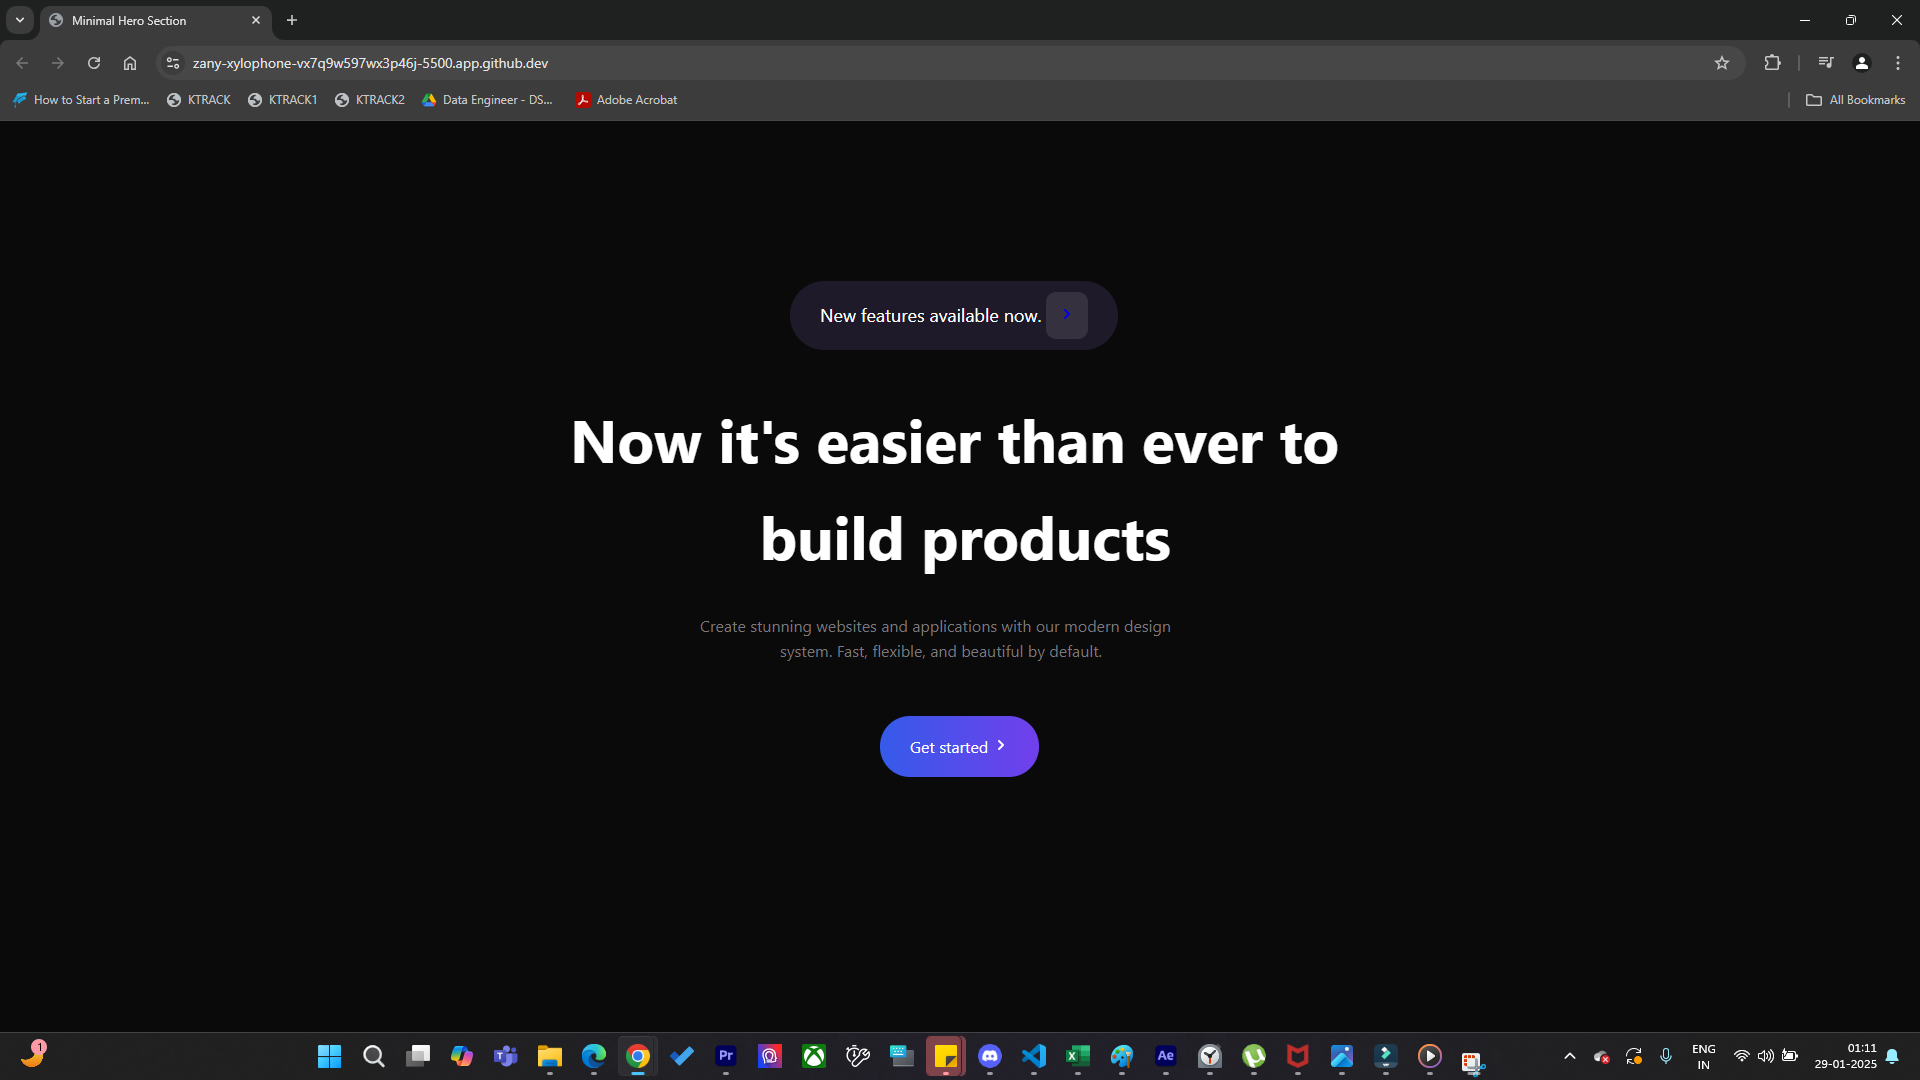 Minimal Hero Section
zany-xylophone-vx7q9w597wx3p46j-5500.app.github.dev
How to Start a Prem... KTRACK KTRACK1 KTRACK2 Data Engineer - DS... Adobe Acrobat All Bookmarks
New features available now.
Now it's easier than ever to
build products
Create stunning websites and applications with our modern design
system. Fast, flexible, and beautiful by default.
Get started
1
Pr
Ae
ENG
IN
01:11
29-01-2025